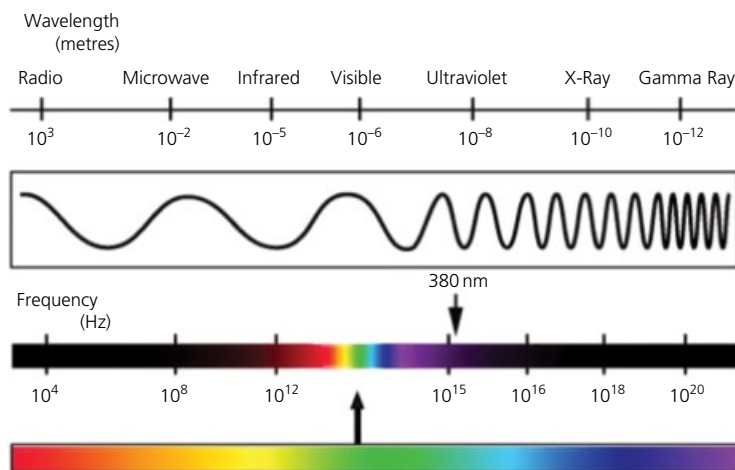 Wavelength
(metres)
Radio Microwave Infrared Visible Ultraviolet X-Ray Gamma Ray
10³ 10⁻² 10⁻⁵ 10⁻⁶ 10⁻⁸ 10⁻¹⁰ 10⁻¹²
380 nm
Frequency
(Hz)
10⁴ 10⁸ 10¹² 10¹⁵ 10¹⁶ 10¹⁸ 10²⁰